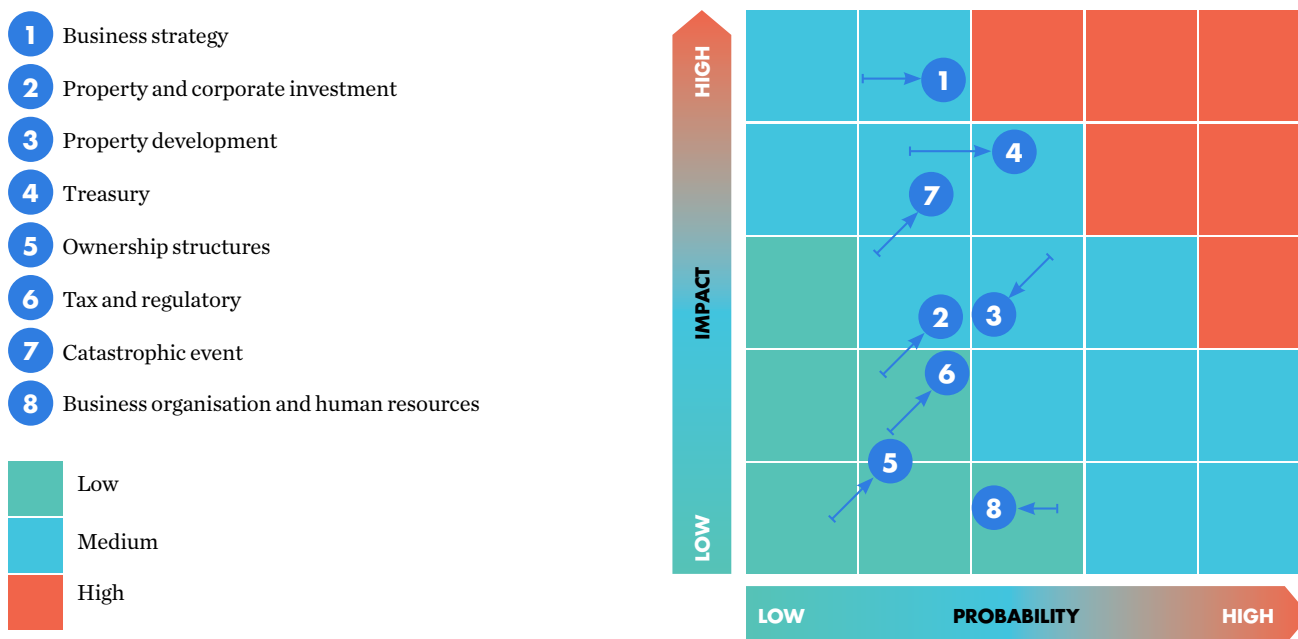 1 Business strategy
2 Property and corporate investment
3 Property development
4 Treasury
5 Ownership structures
6 Tax and regulatory
7 Catastrophic event
8 Business organisation and human resources
Low
Medium
High
HIGH
IMPACT
LOW
1
4
7
2
3
6
5
8
LOW PROBABILITY HIGH